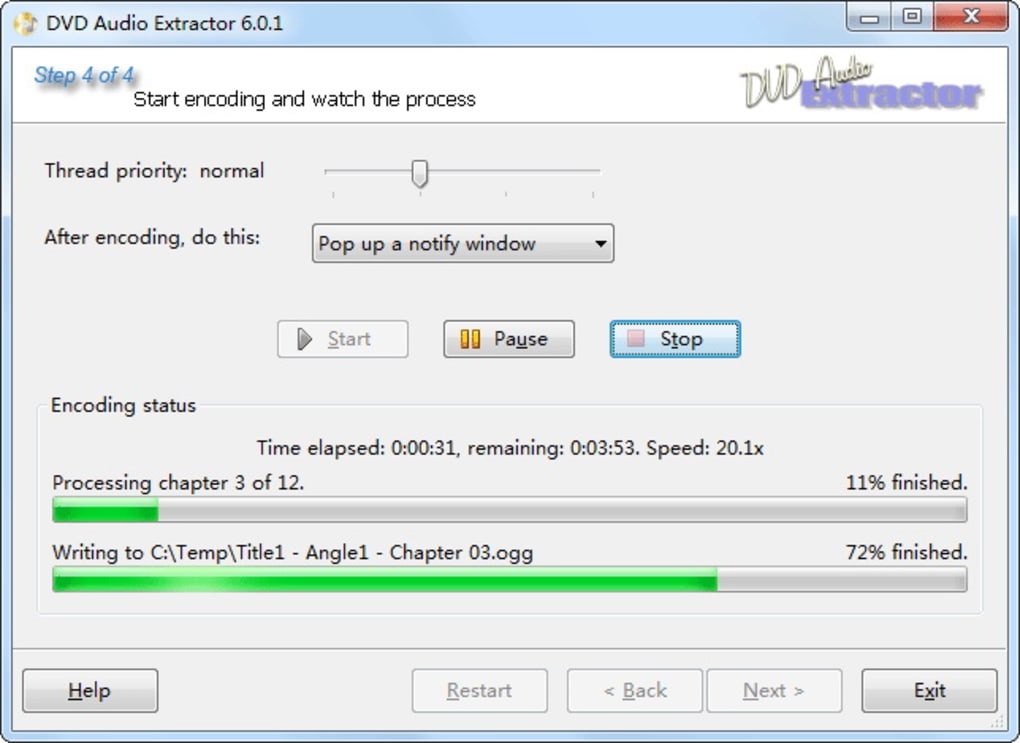 DVD Audio Extractor 6.0.1
Step 4 of 4
Start encoding and watch the process
DVD Audio Extractor
Thread priority: normal
After encoding, do this:
Pop up a notify window
Start
Pause
Stop
Encoding status
Time elapsed: 0:00:31, remaining: 0:03:53. Speed: 20.1x
Processing chapter 3 of 12. 11% finished.
Writing to C:\Temp\Title1 - Angle1 - Chapter 03.ogg 72% finished.
Help
Restart
< Back
Next >
Exit